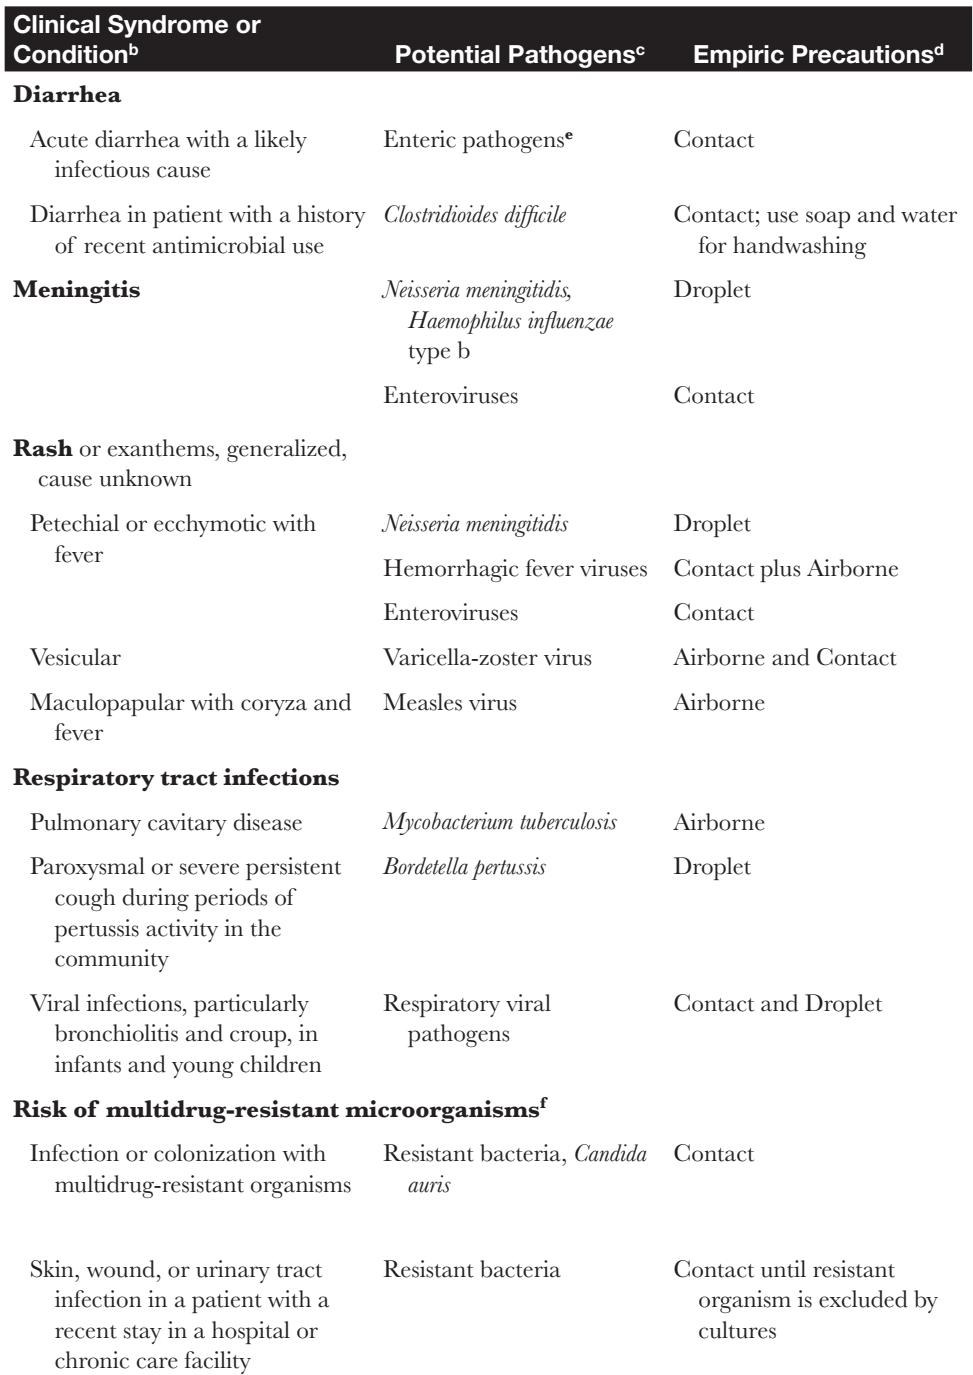 Clinical Syndrome or
Conditionᵇ Potential Pathogensᶜ Empiric Precautionsᵈ
Diarrhea
Acute diarrhea with a likely Enteric pathogensᵉ Contact
infectious cause
Diarrhea in patient with a history Clostridioides difficile Contact; use soap and water
of recent antimicrobial use for handwashing
Meningitis Neisseria meningitidis, Droplet
Haemophilus influenzae
type b
Enteroviruses Contact
Rash or exanthems, generalized,
cause unknown
Petechial or ecchymotic with Neisseria meningitidis Droplet
fever
Hemorrhagic fever viruses Contact plus Airborne
Enteroviruses Contact
Vesicular Varicella-zoster virus Airborne and Contact
Maculopapular with coryza and Measles virus Airborne
fever
Respiratory tract infections
Pulmonary cavitary disease Mycobacterium tuberculosis Airborne
Paroxysmal or severe persistent Bordetella pertussis Droplet
cough during periods of
pertussis activity in the
community
Viral infections, particularly Respiratory viral Contact and Droplet
bronchiolitis and croup, in pathogens
infants and young children
Risk of multidrug-resistant microorganismsᶠ
Infection or colonization with Resistant bacteria, Candida Contact
multidrug-resistant organisms auris
Skin, wound, or urinary tract Resistant bacteria Contact until resistant
infection in a patient with a organism is excluded by
recent stay in a hospital or cultures
chronic care facility